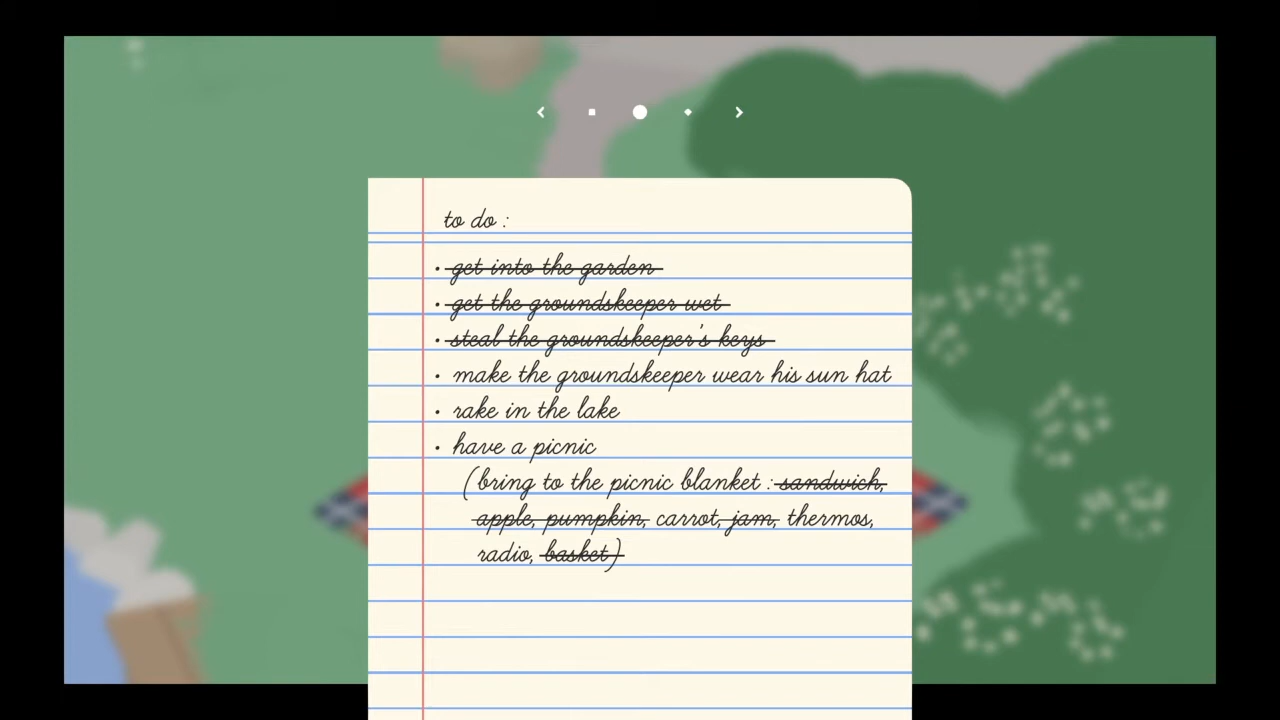 to do :
• get into the garden
• get the groundskeeper wet
• steal the groundskeeper's keys
• make the groundskeeper wear his sun hat
• rake in the lake
• have a picnic
(bring to the picnic blanket : sandwich,
apple, pumpkin, carrot, jam, thermos,
radio, basket)